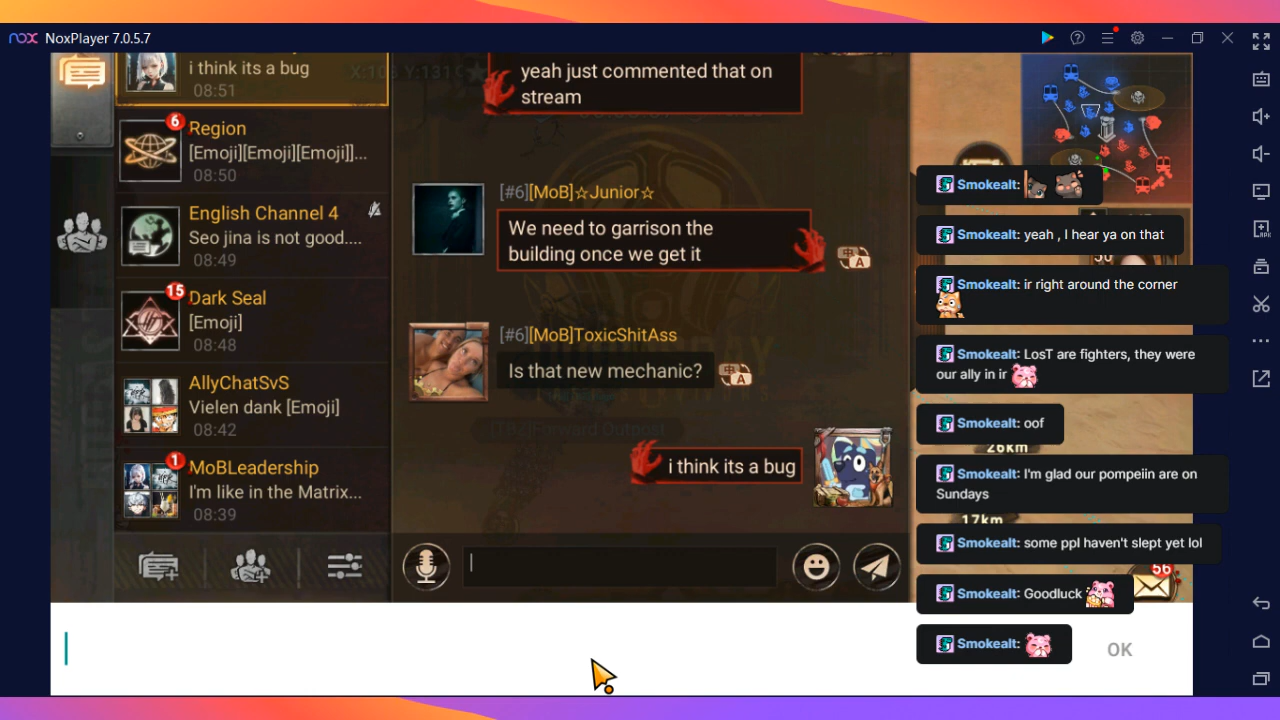 nox NoxPlayer 7.0.5.7
i think its a bug
08:51
6
Region
[Emoji][Emoji][Emoji]]...
08:50
English Channel 4
Seo jina is not good....
08:49
15
Dark Seal
[Emoji]
08:48
AllyChatSvS
Vielen dank [Emoji]
08:42
1
MoBLeadership
I'm like in the Matrix...
08:39
yeah just commented that on
stream
[#6][MoB]☆Junior☆
We need to garrison the
building once we get it
[#6][MoB]ToxicShitAss
Is that new mechanic?
Forward Outpost
i think its a bug
Smokealt:
Smokealt: yeah , I hear ya on that
Smokealt: ir right around the corner
Smokealt: LosT are fighters, they were
our ally in ir
Smokealt: oof
26km
Smokealt: I'm glad our pompeiin are on
Sundays
17km
Smokealt: some ppl haven't slept yet lol
56
Smokealt: Goodluck
Smokealt:
OK